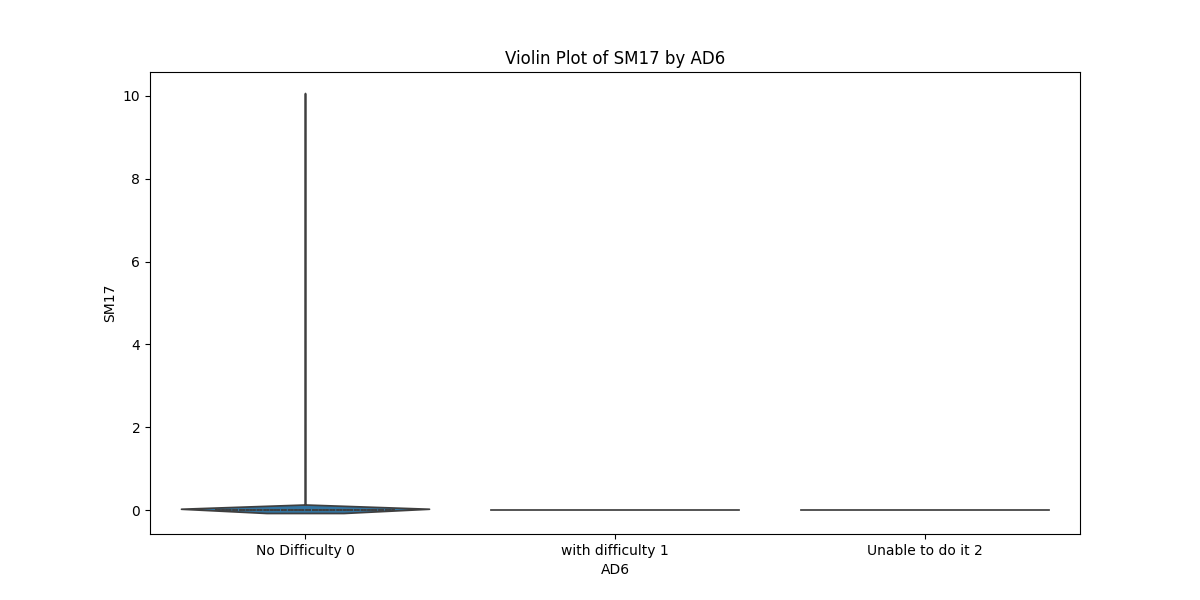 Violin Plot of SM17 by AD6
10
8
6
4
2
0
SM17
No Difficulty 0
with difficulty 1
Unable to do it 2
AD6